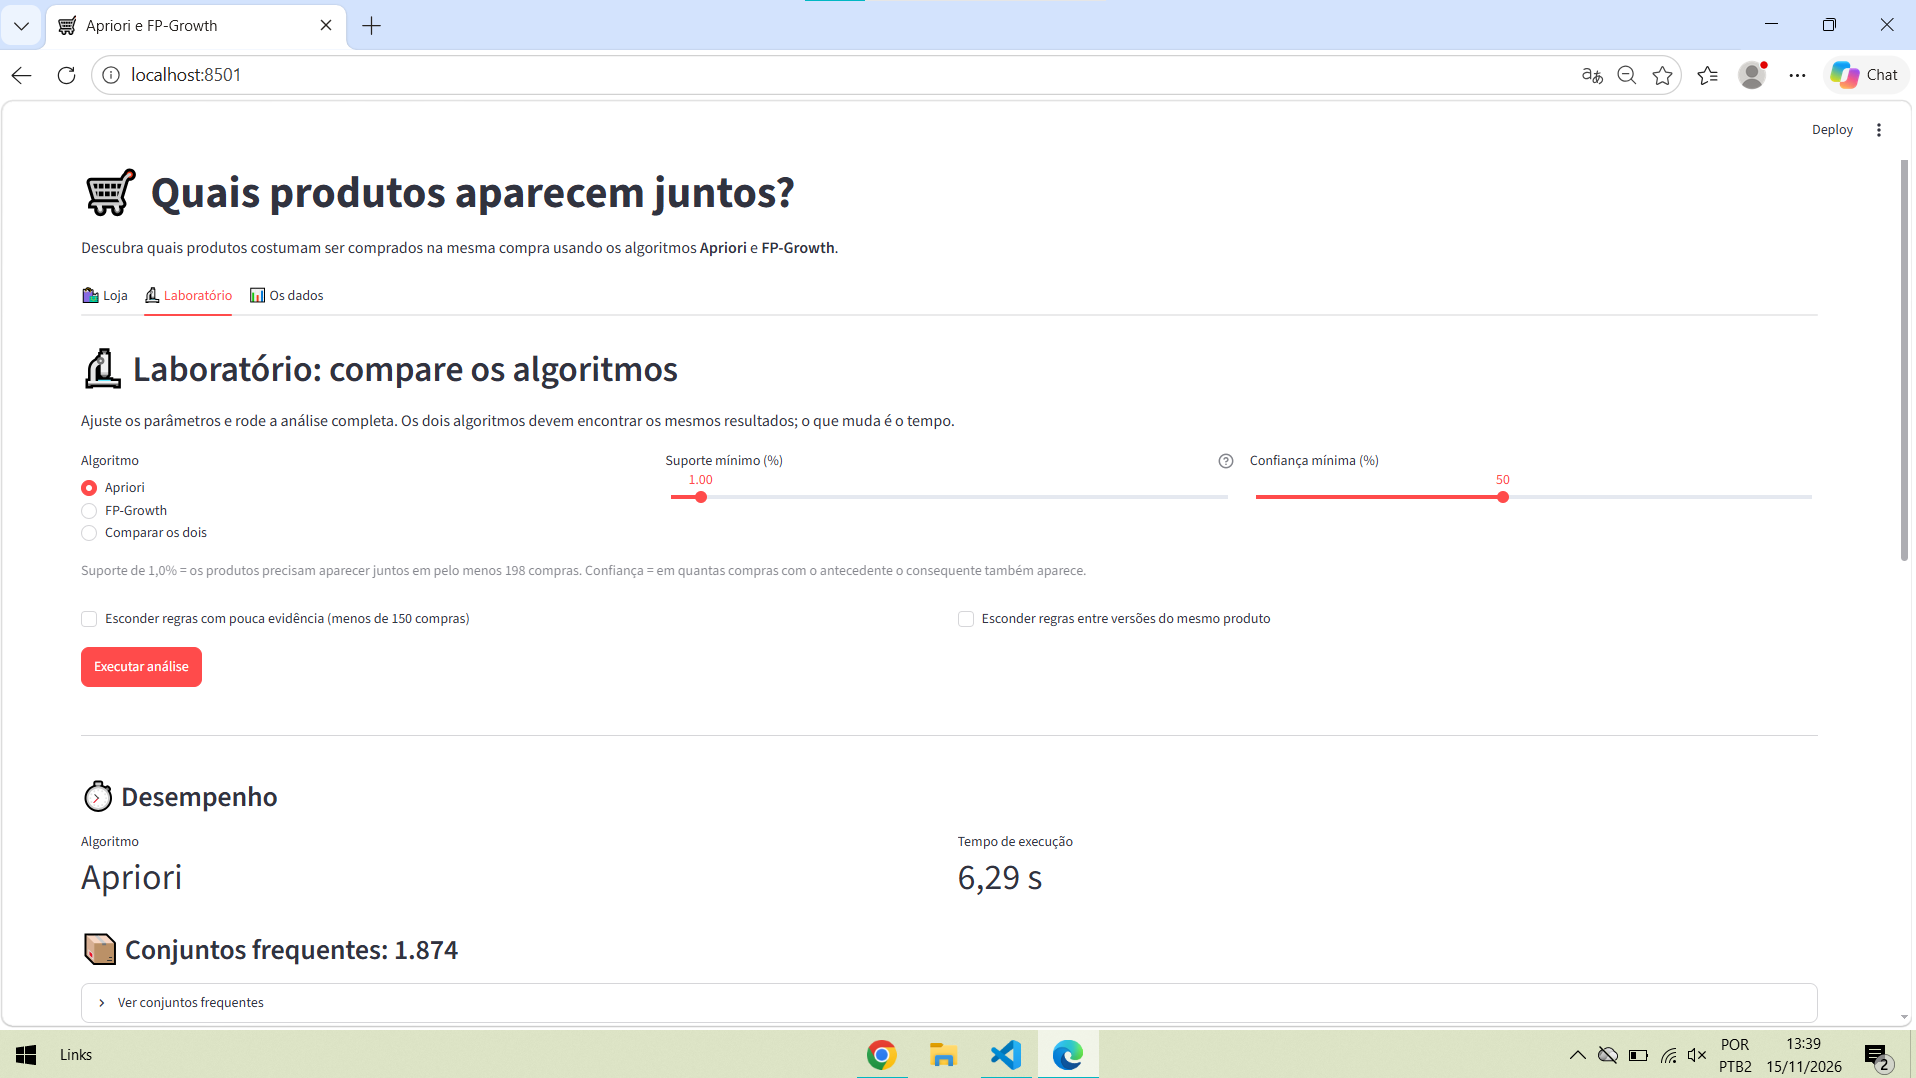 Apriori e FP-Growth
localhost:8501
Chat
Deploy
Quais produtos aparecem juntos?
Descubra quais produtos costumam ser comprados na mesma compra usando os algoritmos Apriori e FP-Growth.
Loja
Laboratório
Os dados
Laboratório: compare os algoritmos
Ajuste os parâmetros e rode a análise completa. Os dois algoritmos devem encontrar os mesmos resultados; o que muda é o tempo.
Algoritmo
Apriori
FP-Growth
Comparar os dois
Suporte mínimo (%)
1.00
Confiança mínima (%)
50
Suporte de 1,0% = os produtos precisam aparecer juntos em pelo menos 198 compras. Confiança = em quantas compras com o antecedente o consequente também aparece.
Esconder regras com pouca evidência (menos de 150 compras)
Esconder regras entre versões do mesmo produto
Executar análise
Desempenho
Algoritmo
Apriori
Tempo de execução
6,29 s
Conjuntos frequentes: 1.874
Ver conjuntos frequentes
Links
POR
PTB2
13:39
15/11/2026
2